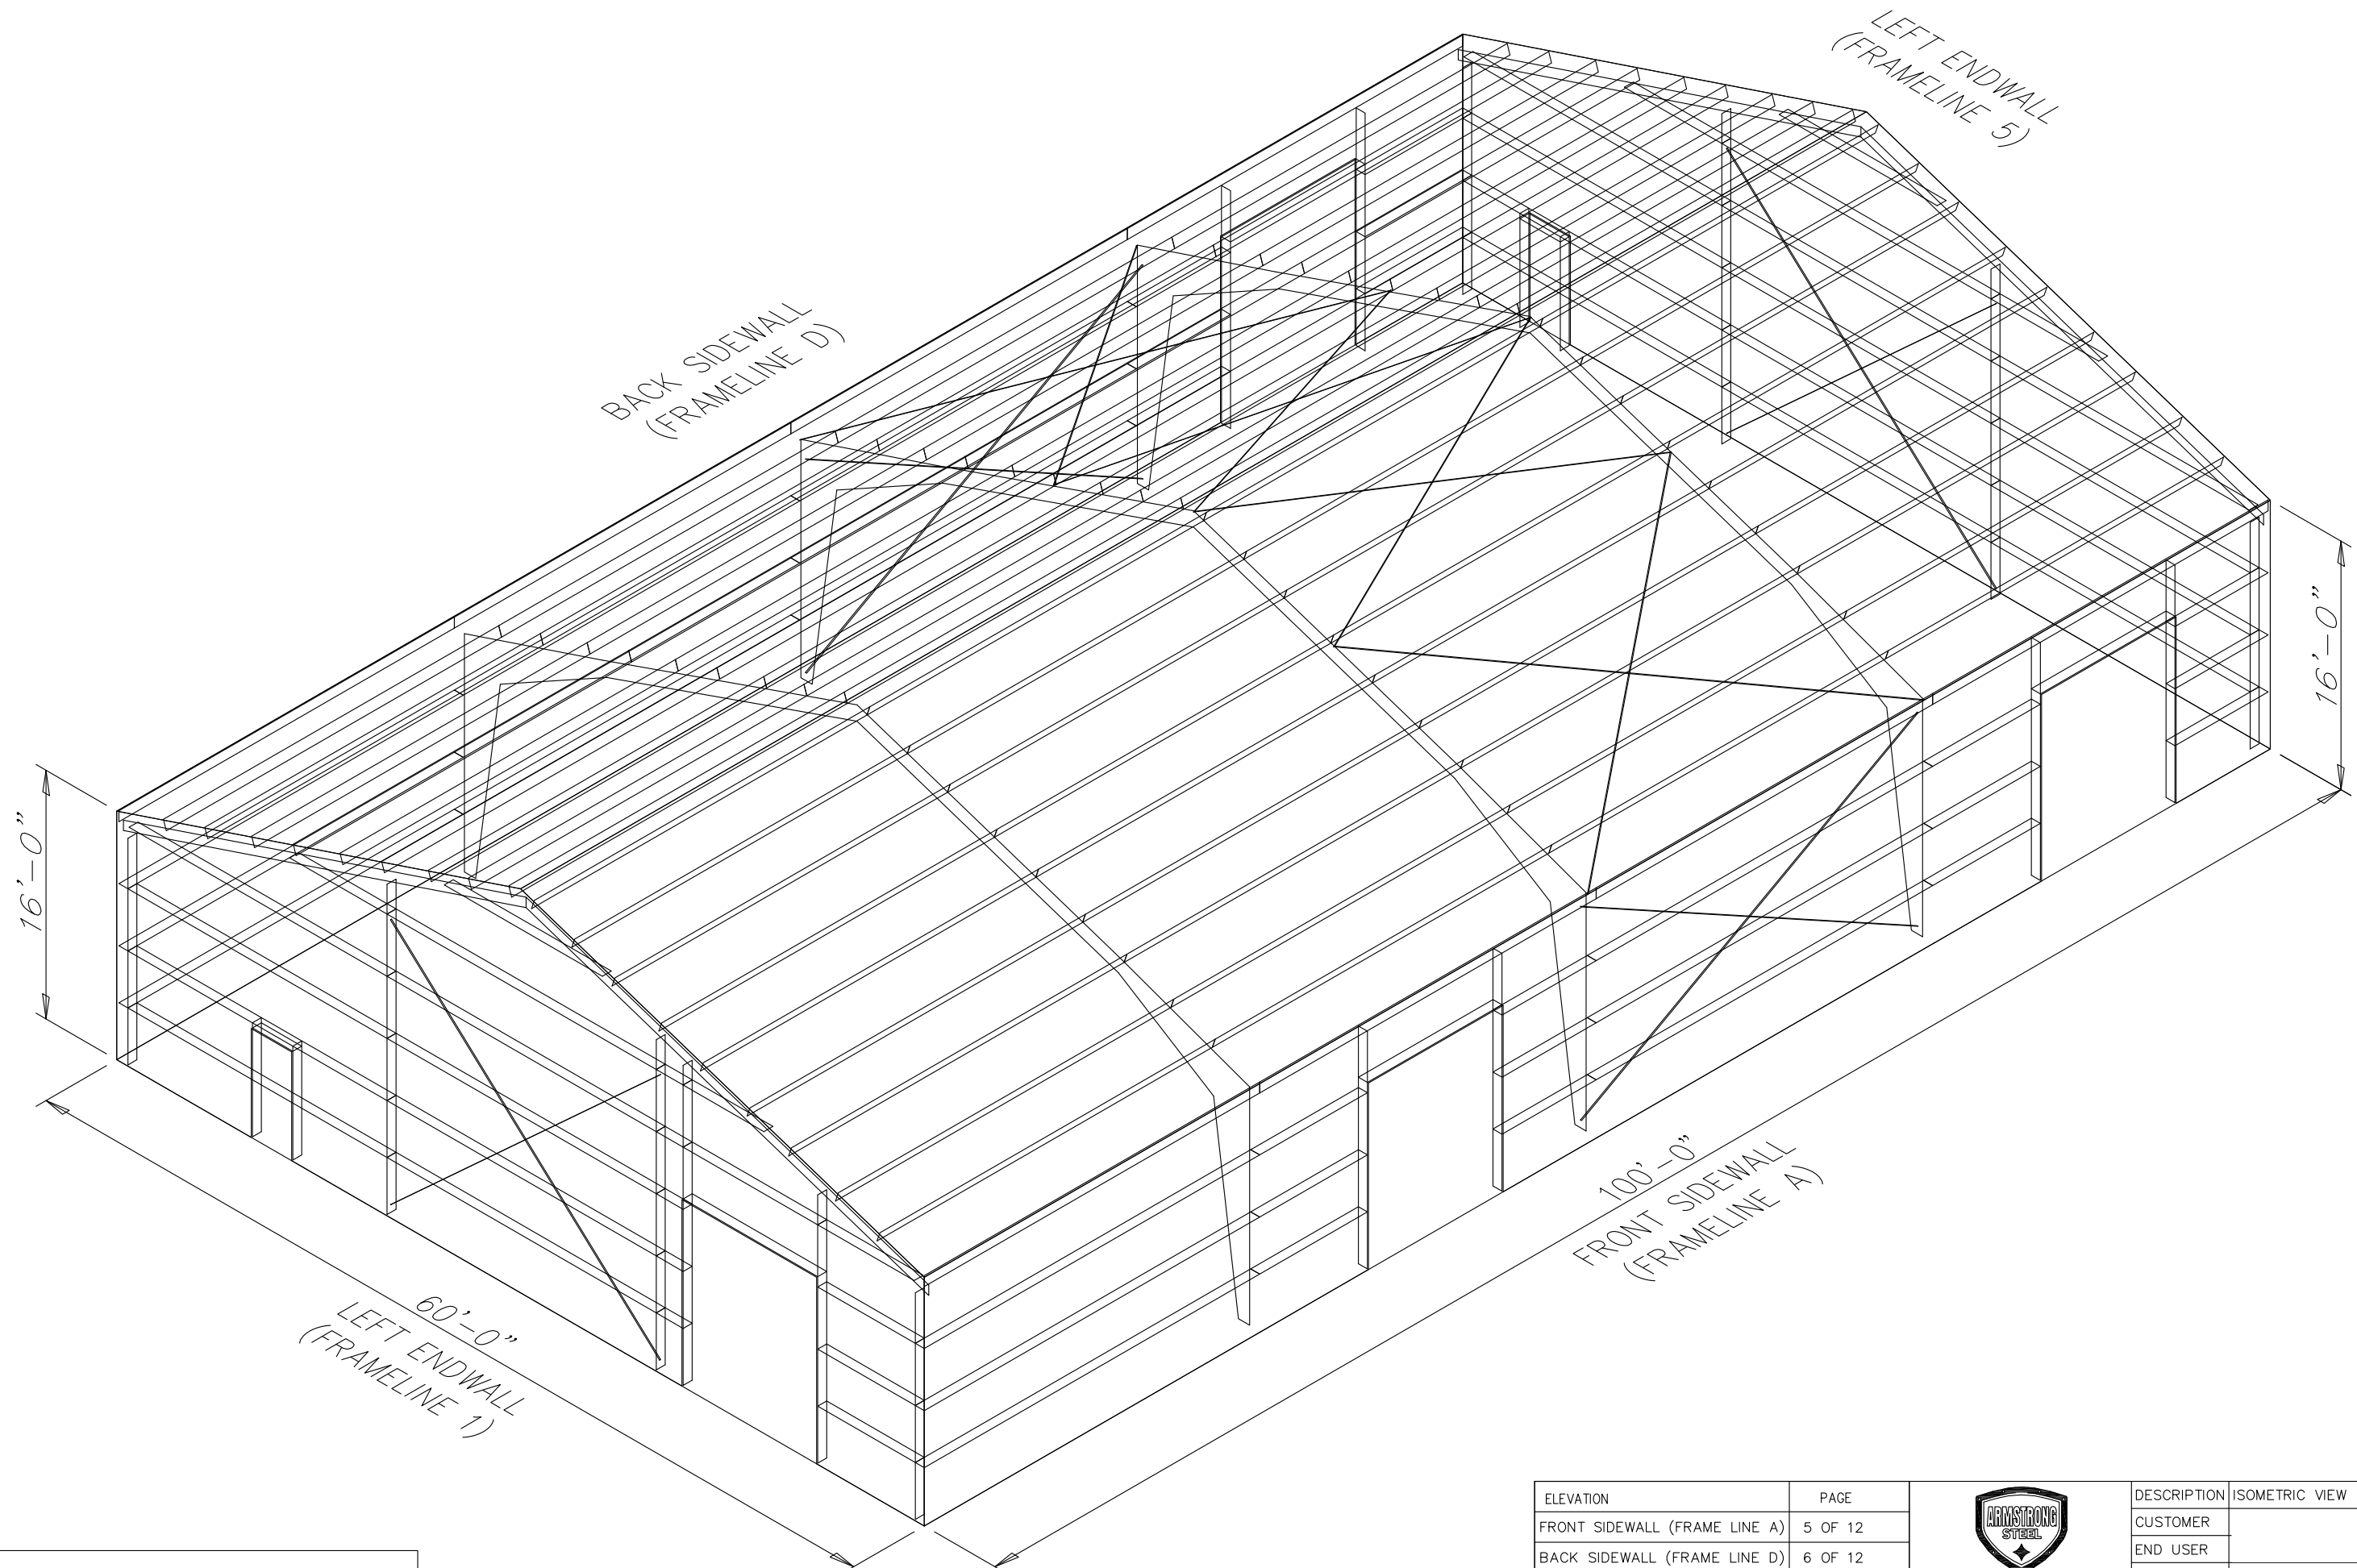 LEFT ENDWALL
(FRAMELINE 5)
BACK SIDEWALL
(FRAMELINE D)
16'-0"
16'-0"
100'-0"
FRONT SIDEWALL
(FRAMELINE A)
60'-0"
LEFT ENDWALL
(FRAMELINE 1)
ELEVATION PAGE
FRONT SIDEWALL (FRAME LINE A) 5 OF 12
BACK SIDEWALL (FRAME LINE D) 6 OF 12
ARMSTRONG
STEEL
DESCRIPTION ISOMETRIC VIEW
CUSTOMER
END USER